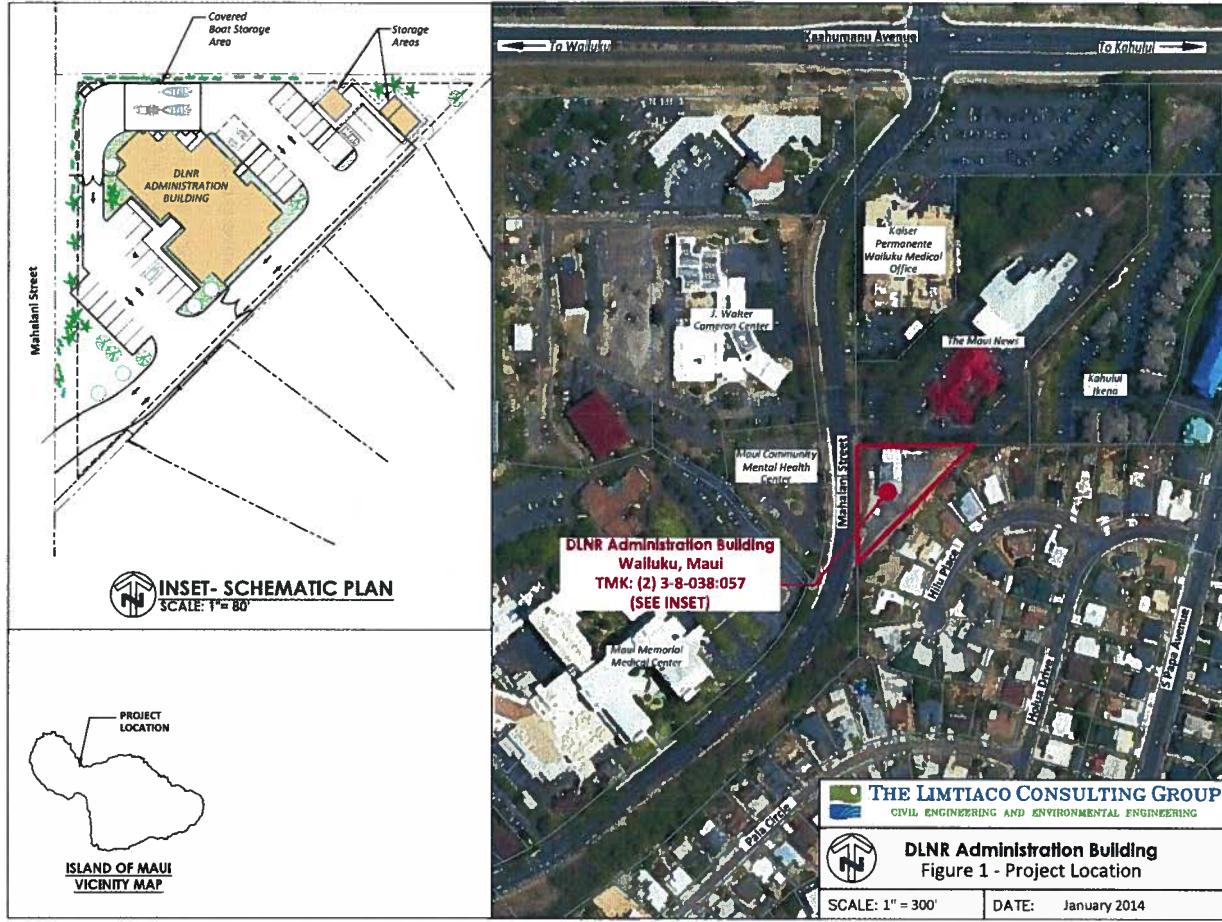 Covered
Boat Storage
Area
Storage
Areas
DLNR
ADMINISTRATION
BUILDING
Mahalani Street
N
INSET- SCHEMATIC PLAN
SCALE: 1"= 80'
PROJECT
LOCATION
ISLAND OF MAUI
VICINITY MAP
To Wailuku
Kaahumanu Avenue
To Kahului
Kaiser
Permanente
Wailuku Medical
Office
J. Walter
Cameron Center
The Maui News
Kahului
Ikena
Maui Community
Mental Health
Center
Mahalani Street
DLNR Administration Building
Wailuku, Maui
TMK: (2) 3-8-038:057
(SEE INSET)
Hiliu Place
Maui Memorial
Medical Center
Holua Drive
S Papa Avenue
Pala Circle
THE LIMTIACO CONSULTING GROUP
CIVIL ENGINEERING AND ENVIRONMENTAL ENGINEERING
N
DLNR Administration Building
Figure 1 - Project Location
SCALE: 1" = 300'
DATE: January 2014